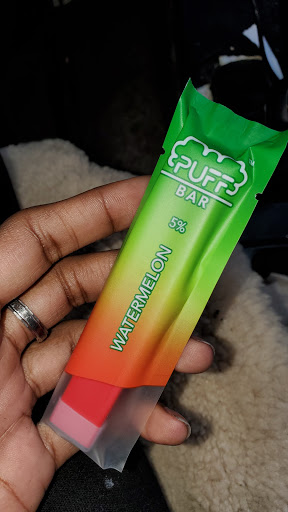 PUFF
BAR
5%
WATERMELON